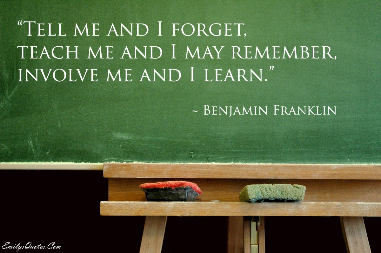 “Tell me and I forget,
teach me and I may remember,
involve me and I learn.”
~ Benjamin Franklin
EmilysQuotes.Com